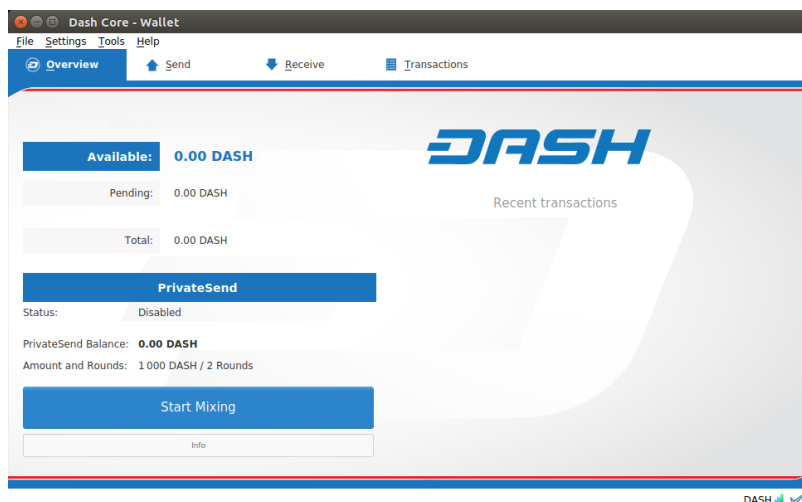 Dash Core - Wallet
File Settings Tools Help
Overview Send Receive Transactions
Available: 0.00 DASH
DASH
Pending: 0.00 DASH
Recent transactions
Total: 0.00 DASH
PrivateSend
Status: Disabled
PrivateSend Balance: 0.00 DASH
Amount and Rounds: 1 000 DASH / 2 Rounds
Start Mixing
Info
DASH